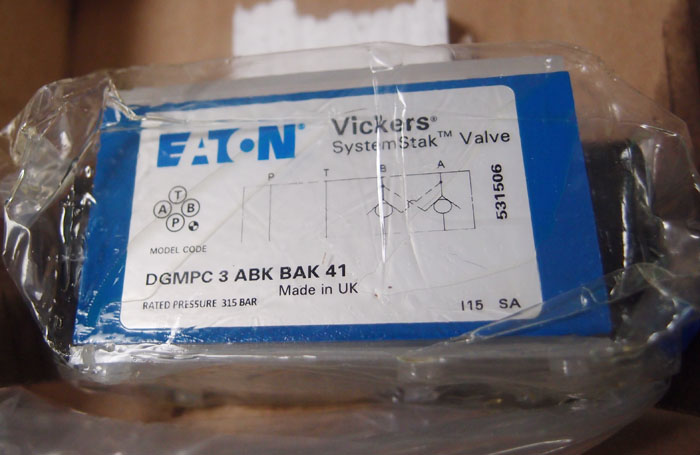 EATON®
Vickers®
SystemStak™ Valve
P T B A
T
A B
P
531506
MODEL CODE
DGMPC 3 ABK BAK 41
Made in UK
RATED PRESSURE 315 BAR
I15 SA